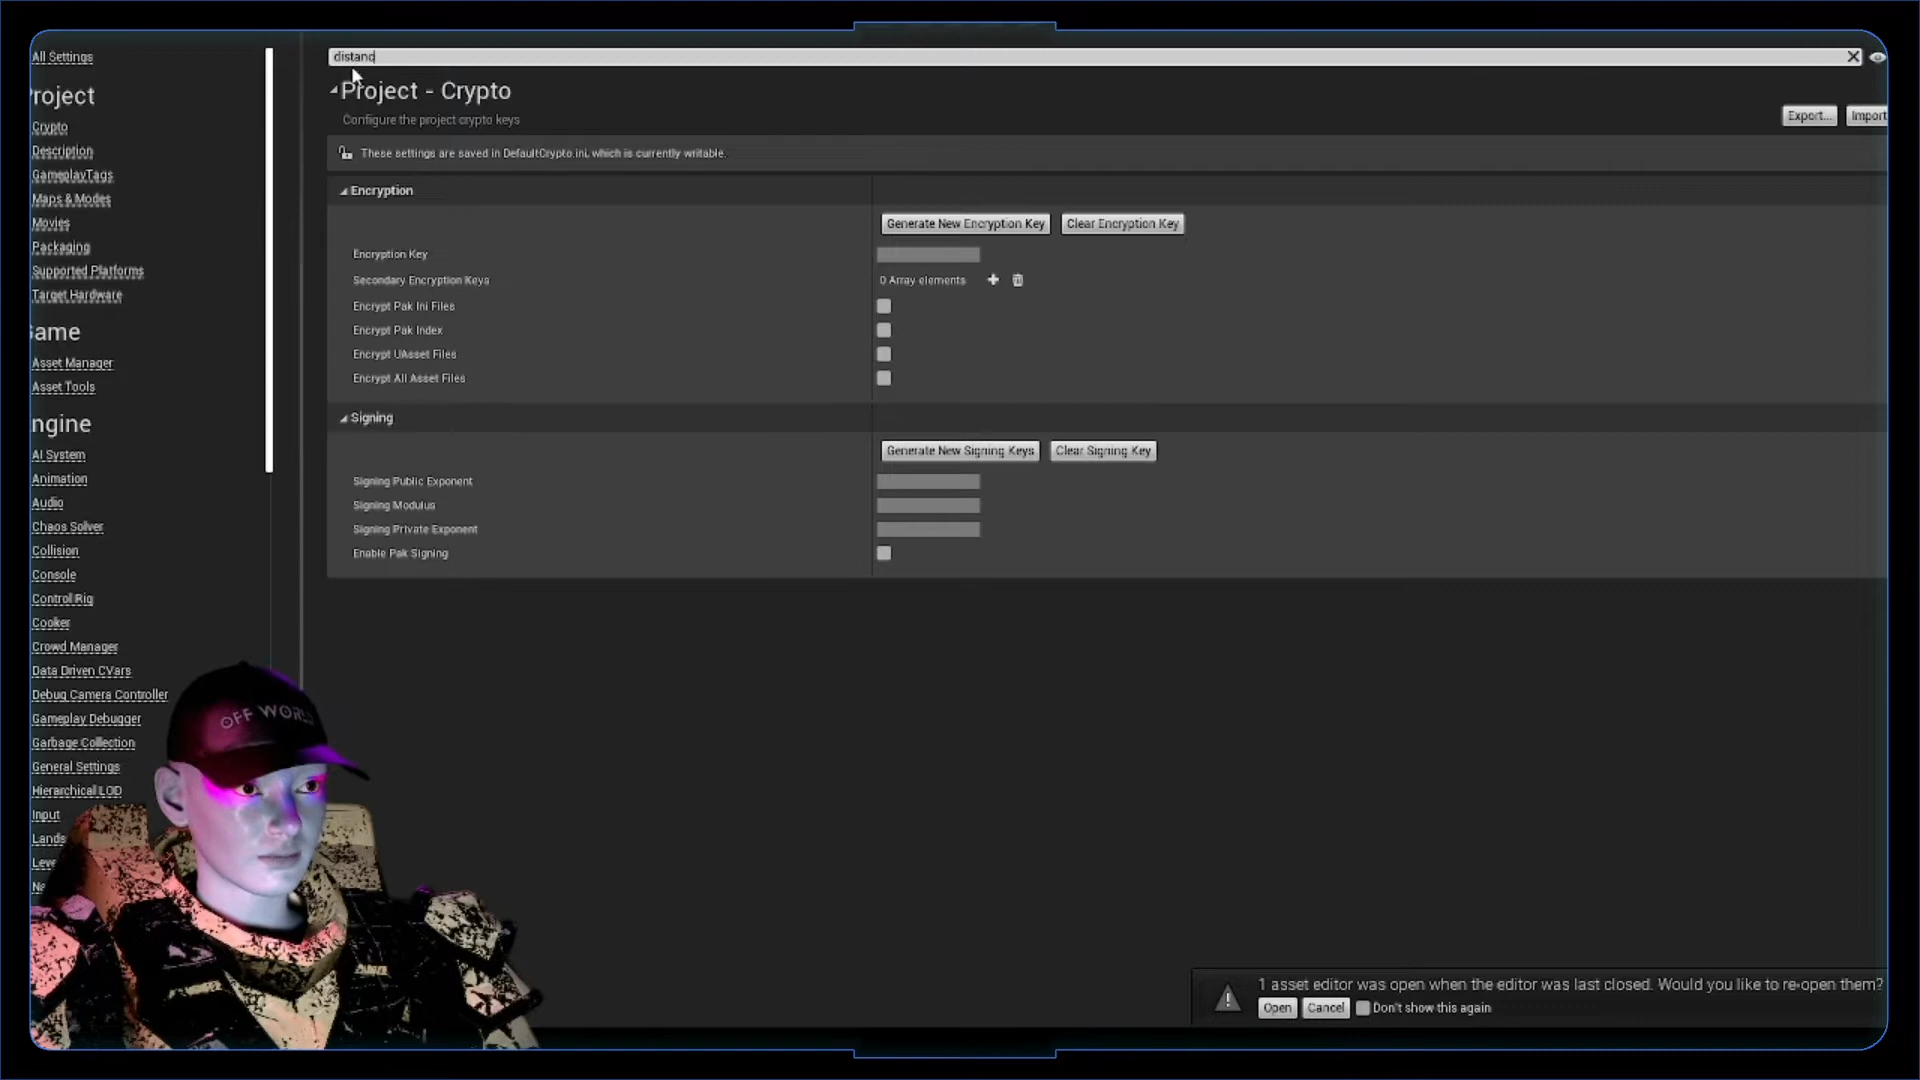 All Settings
Project
Crypto
Description
GameplayTags
Maps & Modes
Movies
Packaging
Supported Platforms
Target Hardware
Game
Asset Manager
Asset Tools
ngine
AI System
Animation
Audio
Chaos Solver
Collision
Console
Control Rig
Cooker
Crowd Manager
Data Driven CVars
Debug Camera Controller
Gameplay Debugger
Garbage Collection
General Settings
Hierarchical LOD
Input
Lands
Leve
Ne
distanc
Project - Crypto
Configure the project crypto keys
Export...
Import
These settings are saved in DefaultCrypto.ini, which is currently writable.
Encryption
Generate New Encryption Key Clear Encryption Key
Encryption Key
Secondary Encryption Keys 0 Array elements
Encrypt Pak Ini Files
Encrypt Pak Index
Encrypt UAsset Files
Encrypt All Asset Files
Signing
Generate New Signing Keys Clear Signing Key
Signing Public Exponent
Signing Modulus
Signing Private Exponent
Enable Pak Signing
OFF WORL
1 asset editor was open when the editor was last closed. Would you like to re-open them?
Open Cancel Don't show this again